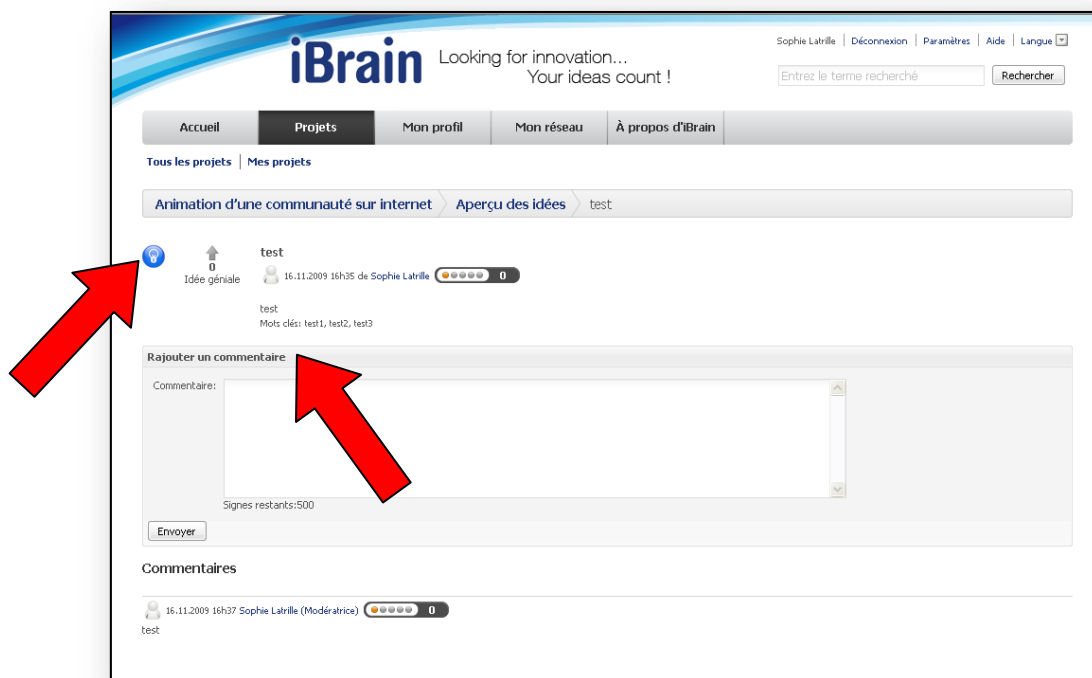 Sophie Latrille | Déconnexion | Paramètres | Aide | Langue
iBrain Looking for innovation...
Your ideas count !
Entrez le terme recherché Rechercher
Accueil Projets Mon profil Mon réseau À propos d'iBrain
Tous les projets | Mes projets
Animation d'une communauté sur internet Aperçu des idées test
test
0
Idée géniale
16.11.2009 16h35 de Sophie Latrille 0
test
Mots clés: test1, test2, test3
Rajouter un commentaire
Commentaire:
Signes restants:500
Envoyer
Commentaires
16.11.2009 16h37 Sophie Latrille (Modératrice) 0
test